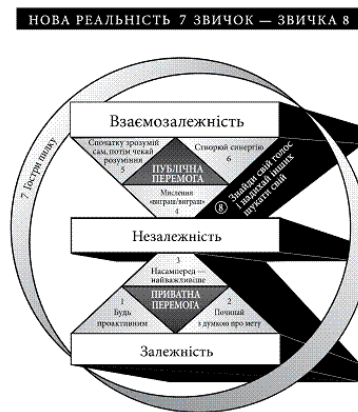 НОВА РЕАЛЬНІСТЬ 7 ЗВИЧОК — ЗВИЧКА 8
7 Гостри пилку
Взаємозалежність
Спочатку зрозумій
сам, потім чекай
розуміння
5
Створюй синергію
6
ПУБЛІЧНА
ПЕРЕМОГА
Мислення
«виграш/виграш»
4
8
Знайди свій голос
і надихай інших
шукати свій
Незалежність
3
Насамперед —
найважливіше
ПРИВАТНА
ПЕРЕМОГА
1
Будь
проактивним
2
Починай
з думкою про мету
Залежність